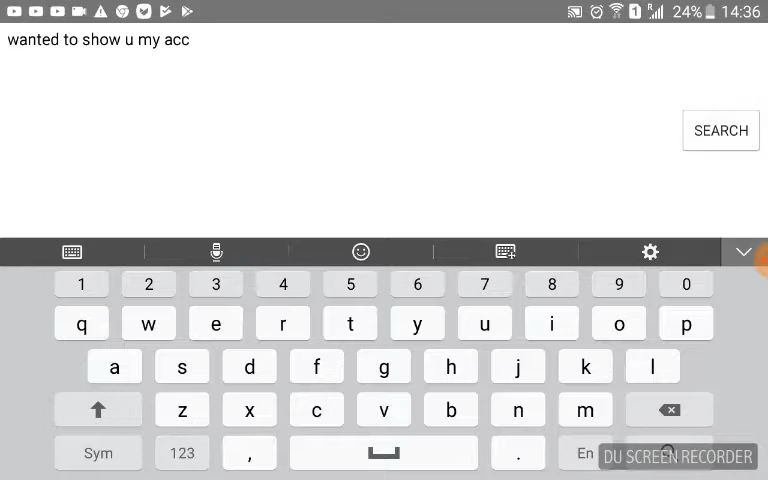 24% 14:36
wanted to show u my acc
SEARCH
1 2 3 4 5 6 7 8 9 0
q w e r t y u i o p
a s d f g h j k l
z x c v b n m
Sym 123 , . En
DU SCREEN RECORDER